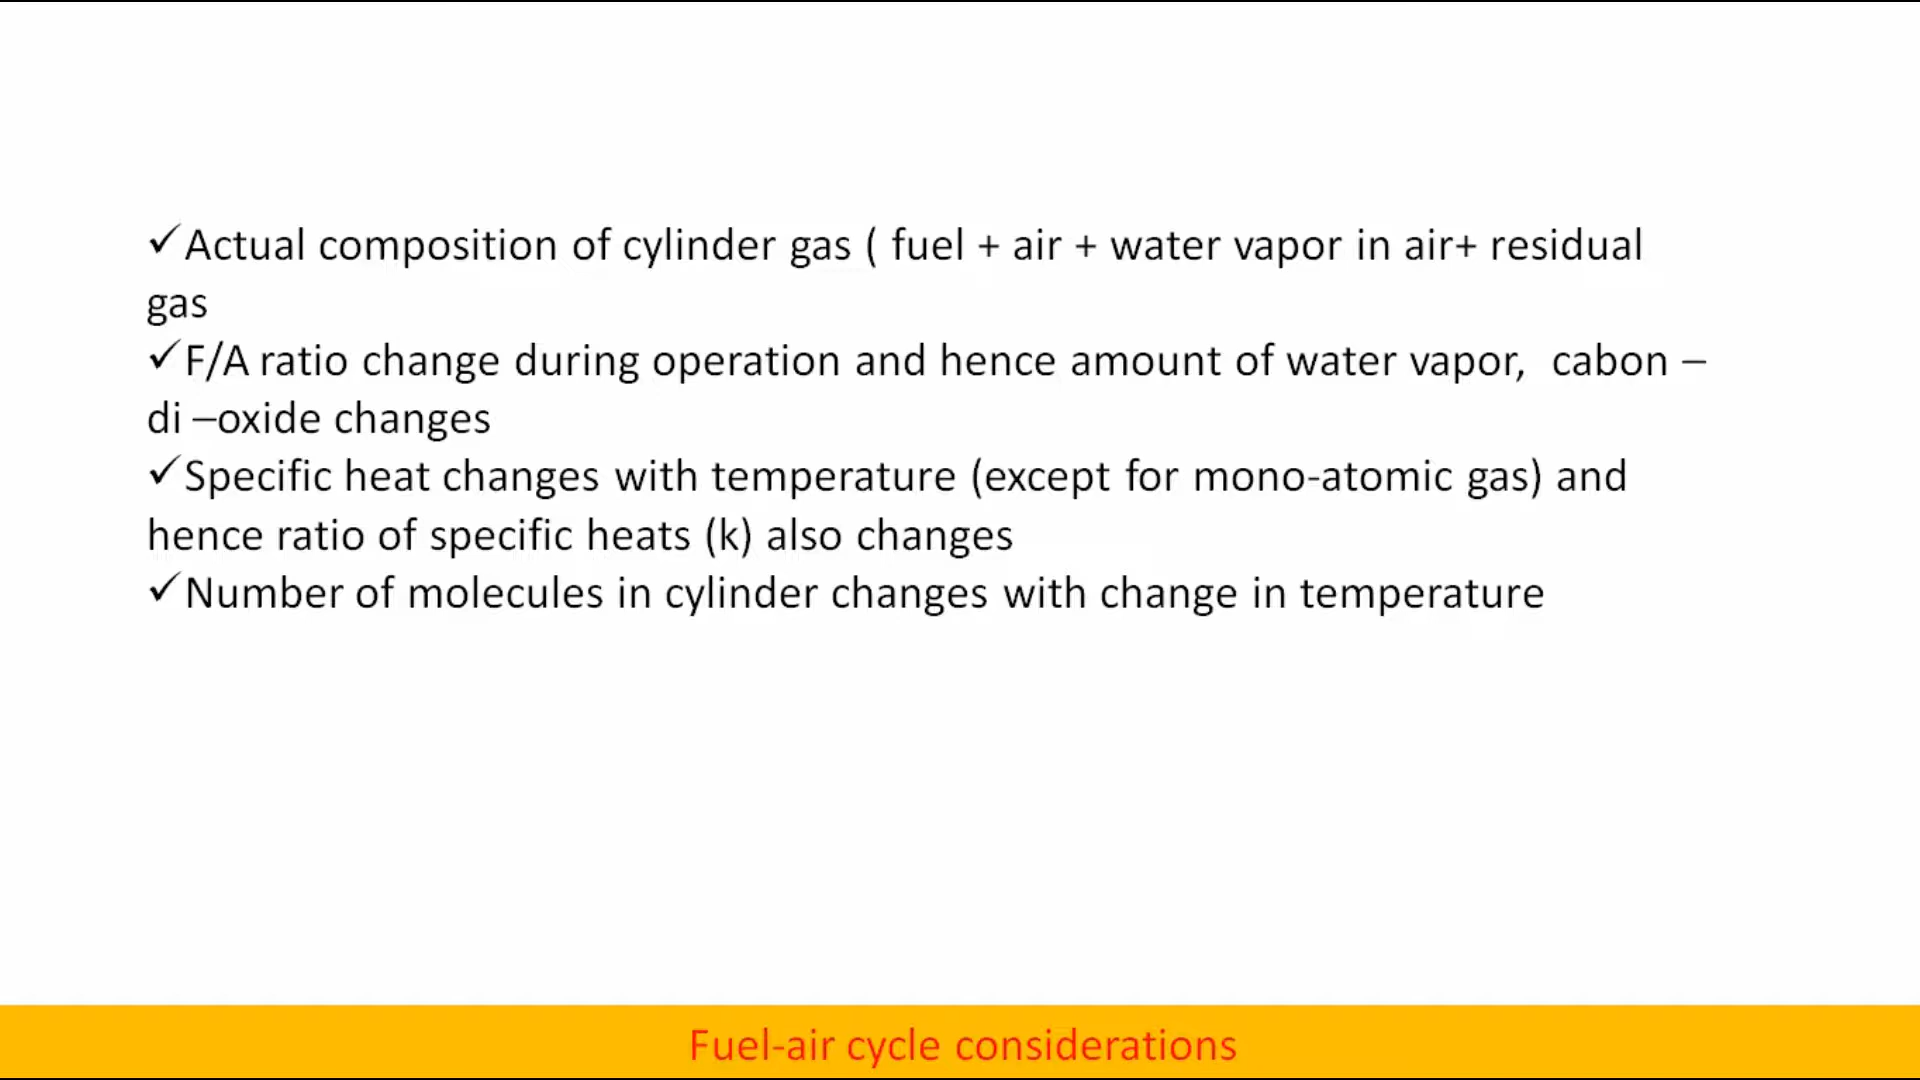 ✓Actual composition of cylinder gas ( fuel + air + water vapor in air+ residual
gas
✓F/A ratio change during operation and hence amount of water vapor,  cabon –
di –oxide changes
✓Specific heat changes with temperature (except for mono-atomic gas) and
hence ratio of specific heats (k) also changes
✓Number of molecules in cylinder changes with change in temperature
Fuel-air cycle considerations